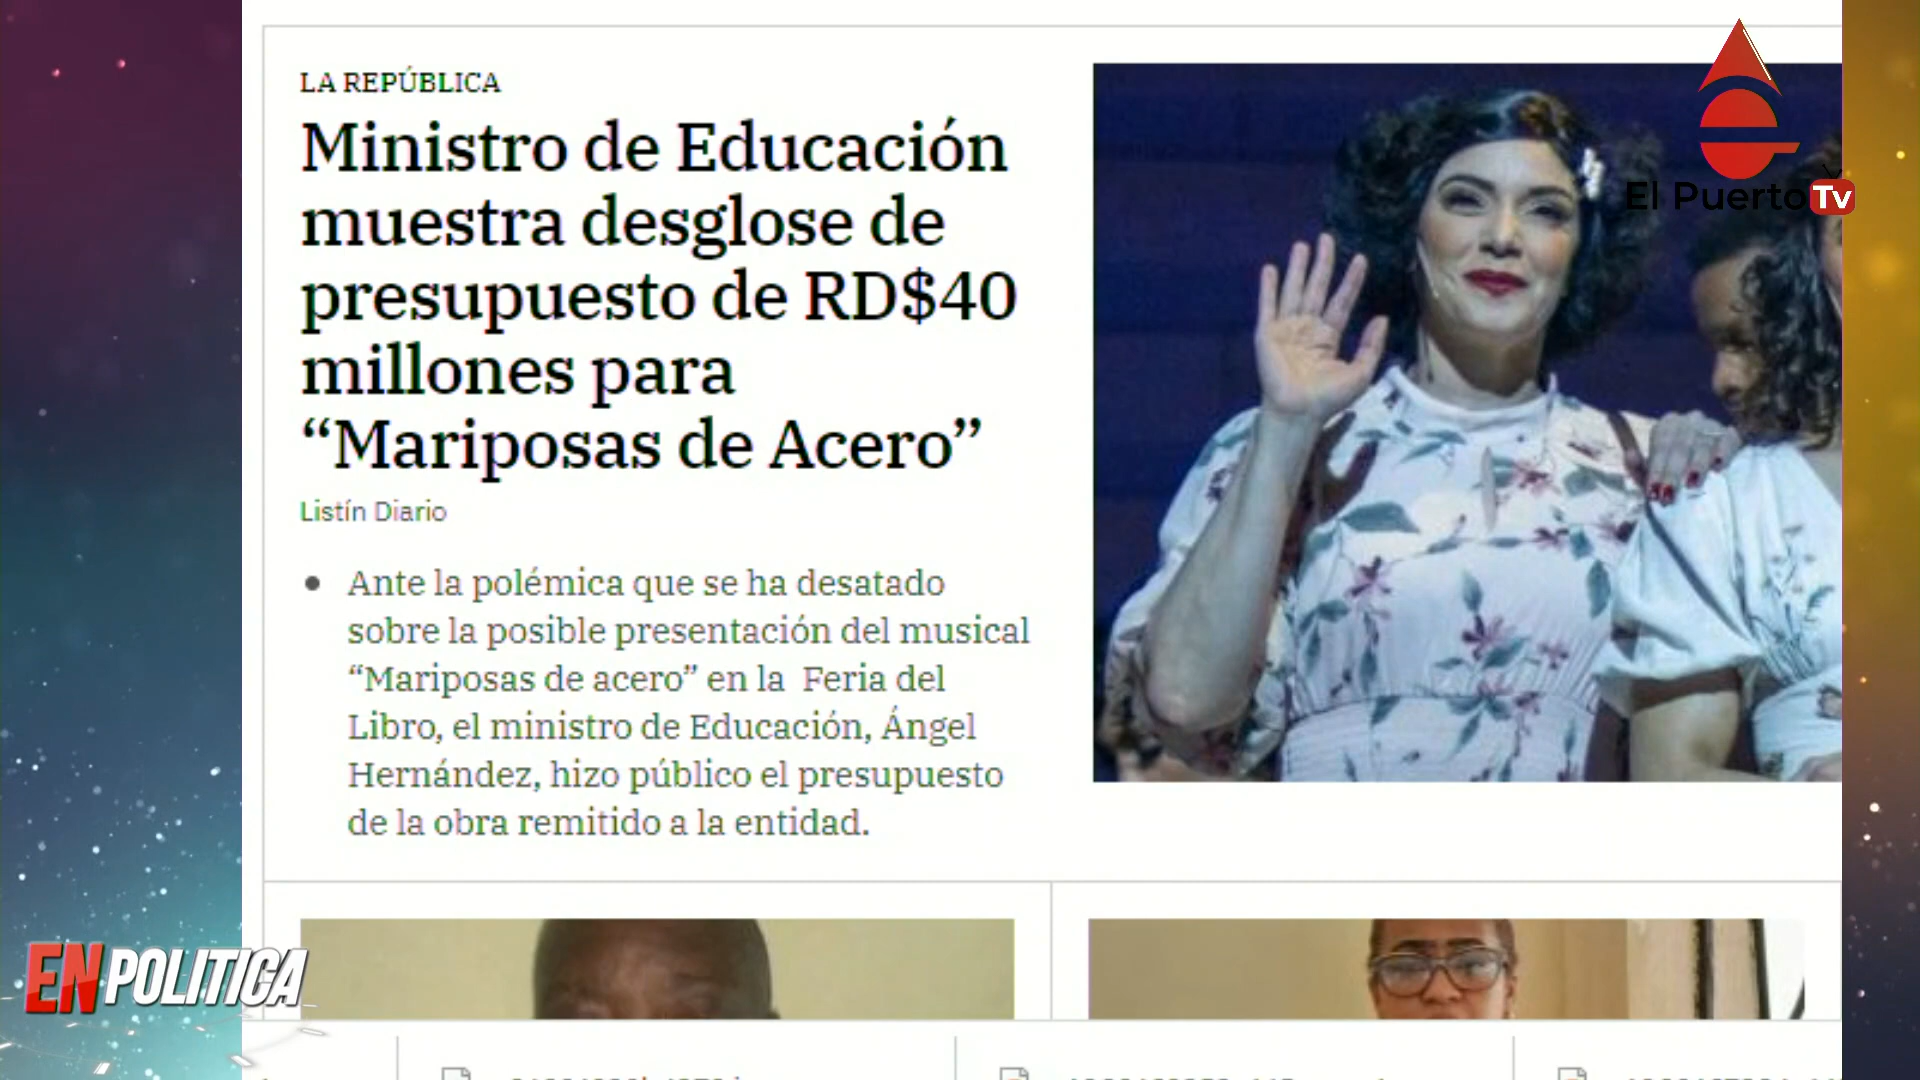 LA REPÚBLICA
Ministro de Educación
muestra desglose de
presupuesto de RD$40
millones para
“Mariposas de Acero”
Listín Diario
Ante la polémica que se ha desatado
sobre la posible presentación del musical
“Mariposas de acero” en la Feria del
Libro, el ministro de Educación, Ángel
Hernández, hizo público el presupuesto
de la obra remitido a la entidad.
El Puerto Tv
EN POLITICA